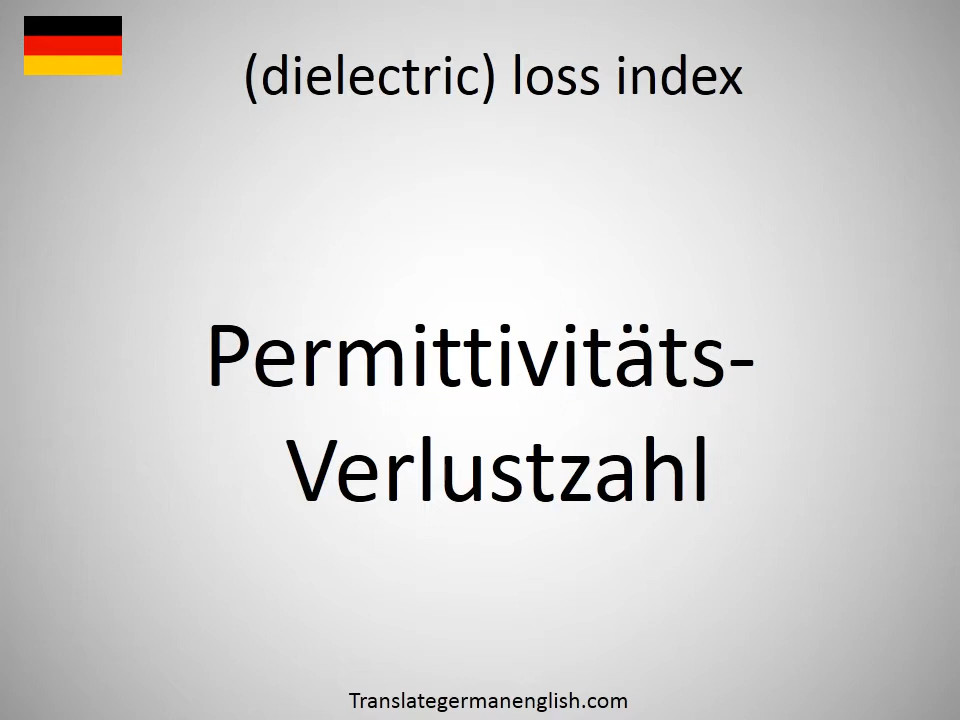 (dielectric) loss index
Permittivitäts-
Verlustzahl
Translategermanenglish.com